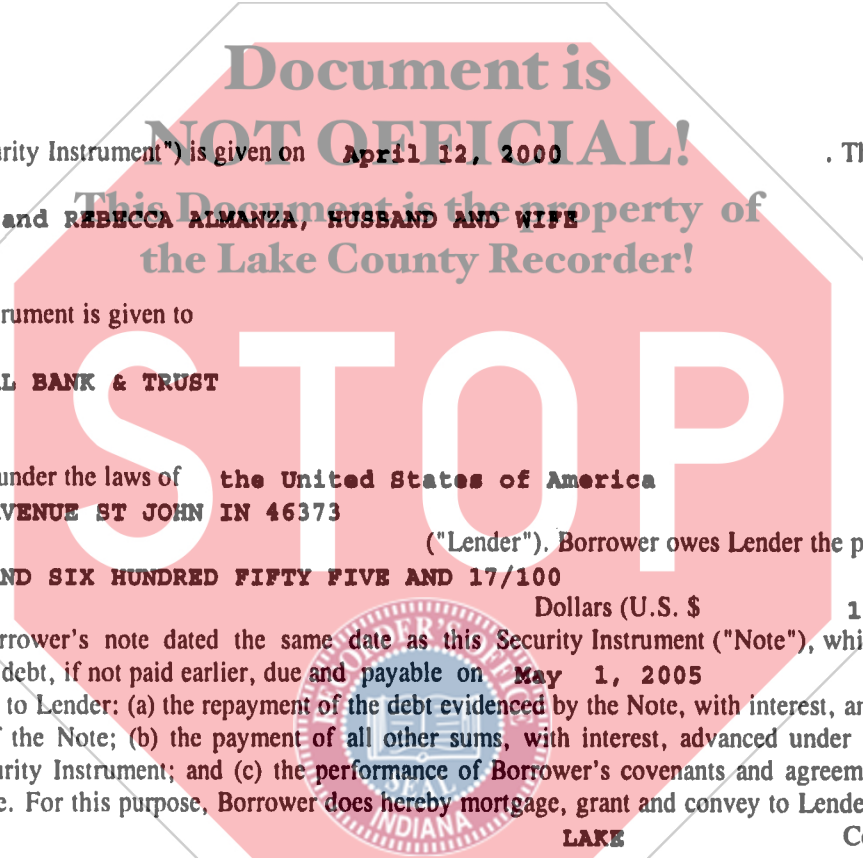 Document is
NOT OFFICIAL!
rity Instrument") is given on April 12, 2000 . Th
This Document is the property of
and REBECCA ALMANZA, HUSBAND AND WIFE
the Lake County Recorder!
rument is given to
STOP
L BANK & TRUST
under the laws of the United States of America
VENUE ST JOHN IN 46373
("Lender"). Borrower owes Lender the p
ND SIX HUNDRED FIFTY FIVE AND 17/100
Dollars (U.S. $ 1
rrower's note dated the same date as this Security Instrument ("Note"), whi
debt, if not paid earlier, due and payable on May 1, 2005
to Lender: (a) the repayment of the debt evidenced by the Note, with interest, an
f the Note; (b) the payment of all other sums, with interest, advanced under
urity Instrument; and (c) the performance of Borrower's covenants and agreem
e. For this purpose, Borrower does hereby mortgage, grant and convey to Lende
LAKE Co
RECORDER'S OFFICE
SEAL
INDIANA